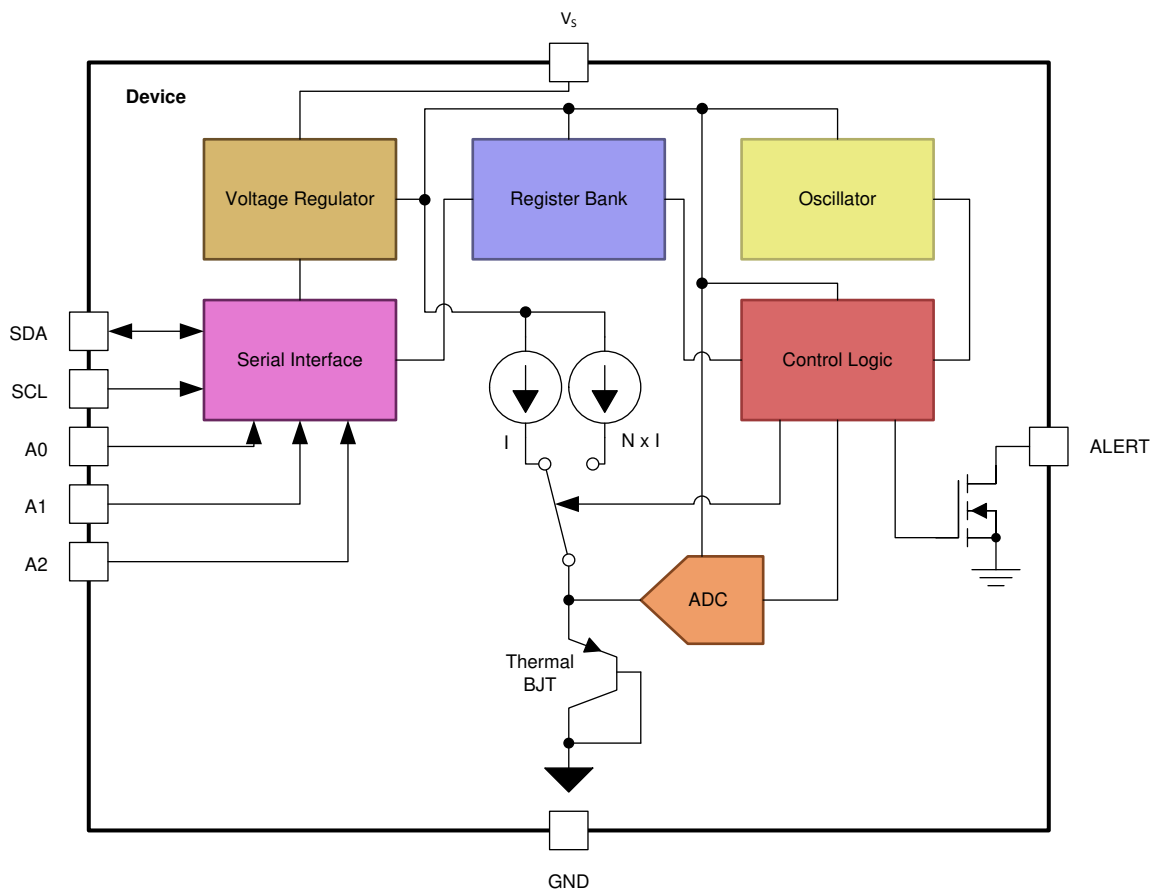 VS
Device
Voltage Regulator
Register Bank
Oscillator
SDA
Serial Interface
Control Logic
SCL
I
N x I
A0
ALERT
A1
A2
ADC
Thermal
BJT
GND